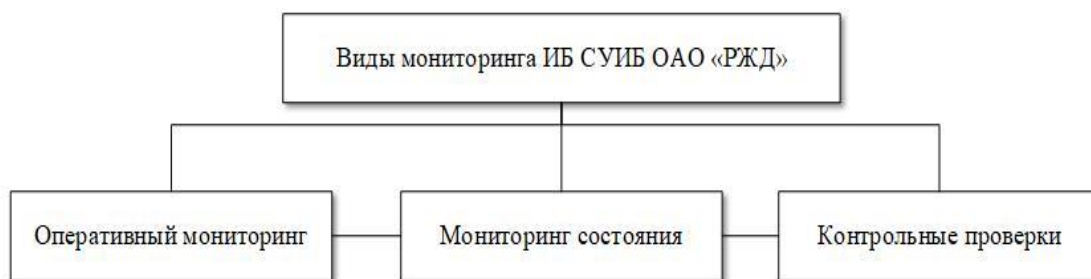 Виды мониторинга ИБ СУИБ ОАО «РЖД»
Оперативный мониторинг
Мониторинг состояния
Контрольные проверки